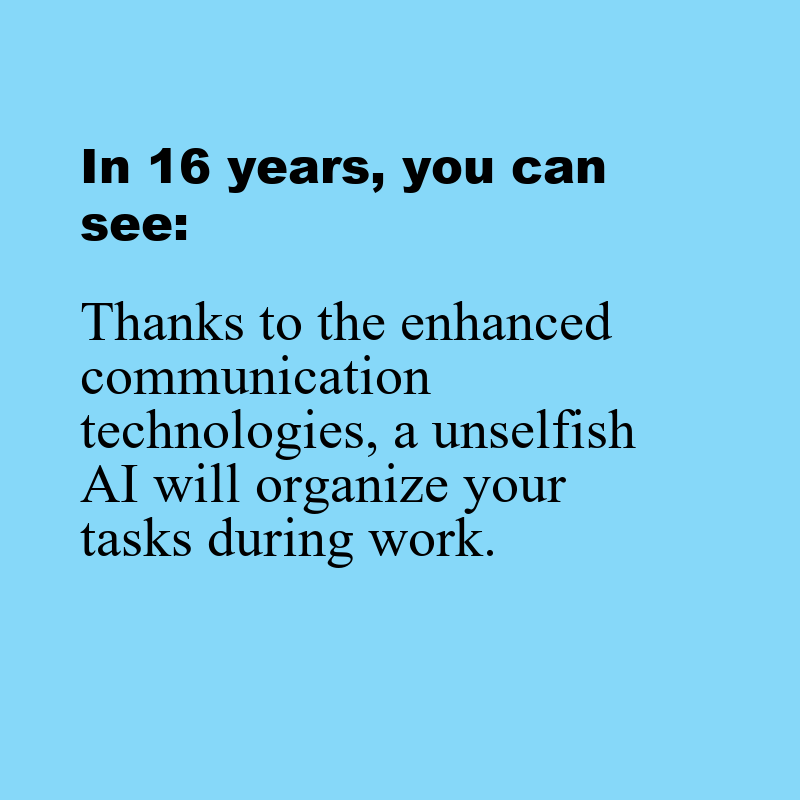 In 16 years, you can
see:
Thanks to the enhanced
communication
technologies, a unselfish
AI will organize your
tasks during work.